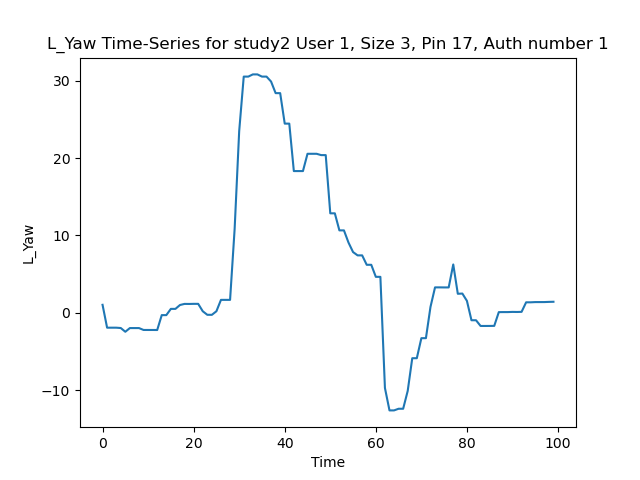 L_Yaw Time-Series for study2 User 1, Size 3, Pin 17, Auth number 1
30
20
10
0
−10
L_Yaw
0 20 40 60 80 100
Time